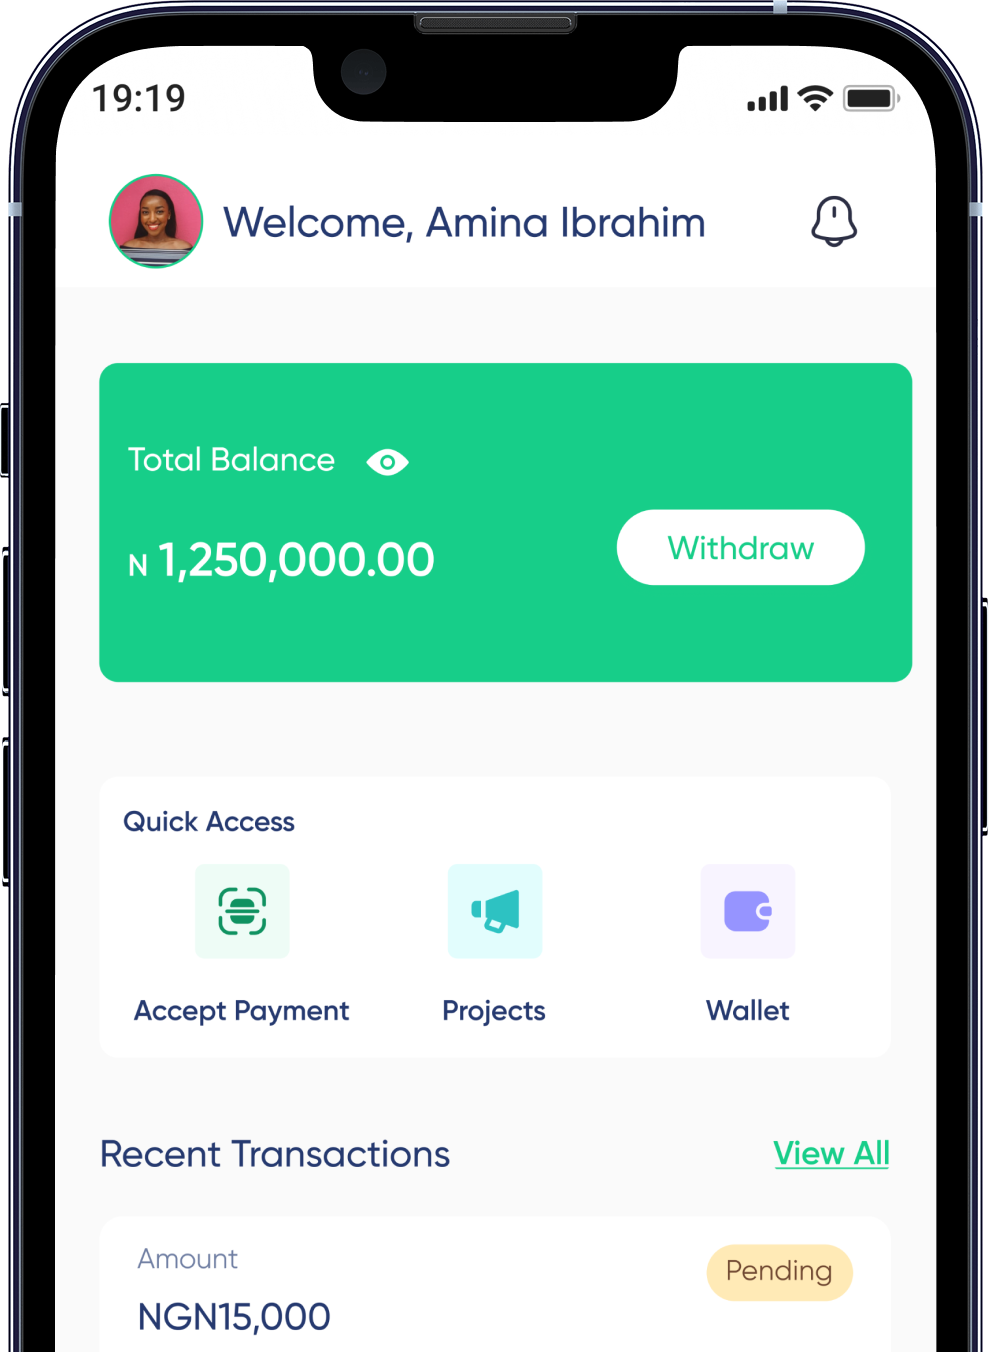 19:19
Welcome, Amina Ibrahim
Total Balance
N 1,250,000.00
Withdraw
Quick Access
Accept Payment
Projects
Wallet
Recent Transactions
View All
Amount
Pending
NGN15,000